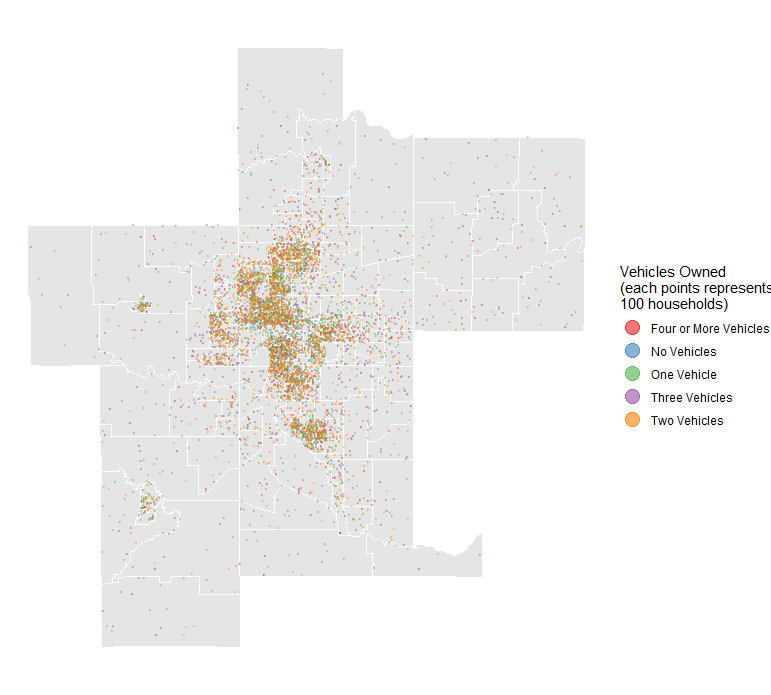 Vehicles Owned
(each points represents
100 households)
Four or More Vehicles
No Vehicles
One Vehicle
Three Vehicles
Two Vehicles